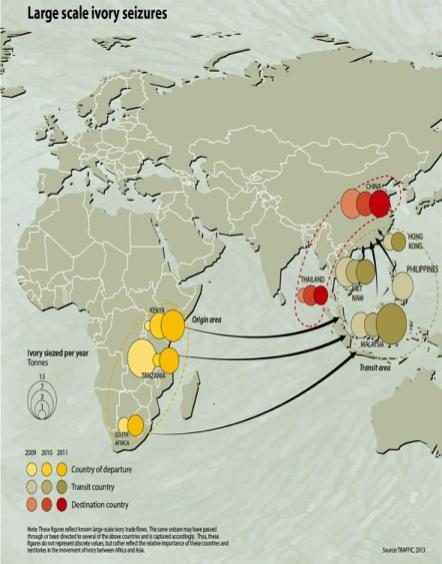 Large scale ivory seizures
CHINA
HONG
KONG
PHILIPPINES
THAILAND
VIET
NAM
KENYA
Origin area
MALAYSIA
TANZANIA
Transit area
Ivory siezed per year
Tonnes
13
7
3
1
SOUTH
AFRICA
2009 2010 2011
Country of departure
Transit country
Destination country
Note: These figures reflect known large-scale ivory trade flows. The same seizure may have passed
through or been directed to several of the above countries and is captured accordingly. Thus, these
figures do not represent discrete values, but rather reflect the relative importance of these countries and
territories in the movement of ivory between Africa and Asia.
Source: TRAFFIC, 2013